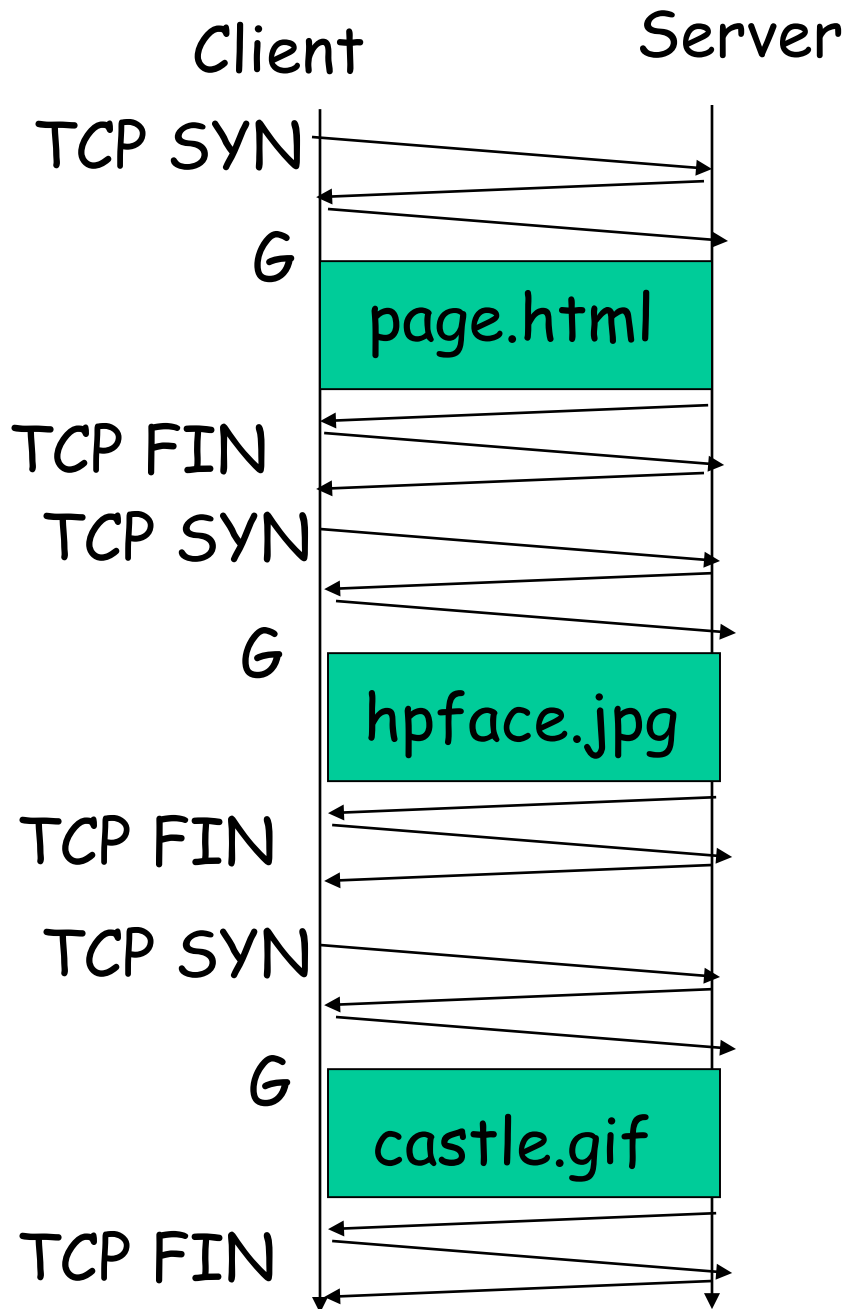 Client
Server
TCP SYN
G
page.html
TCP FIN
TCP SYN
G
hpface.jpg
TCP FIN
TCP SYN
G
castle.gif
TCP FIN